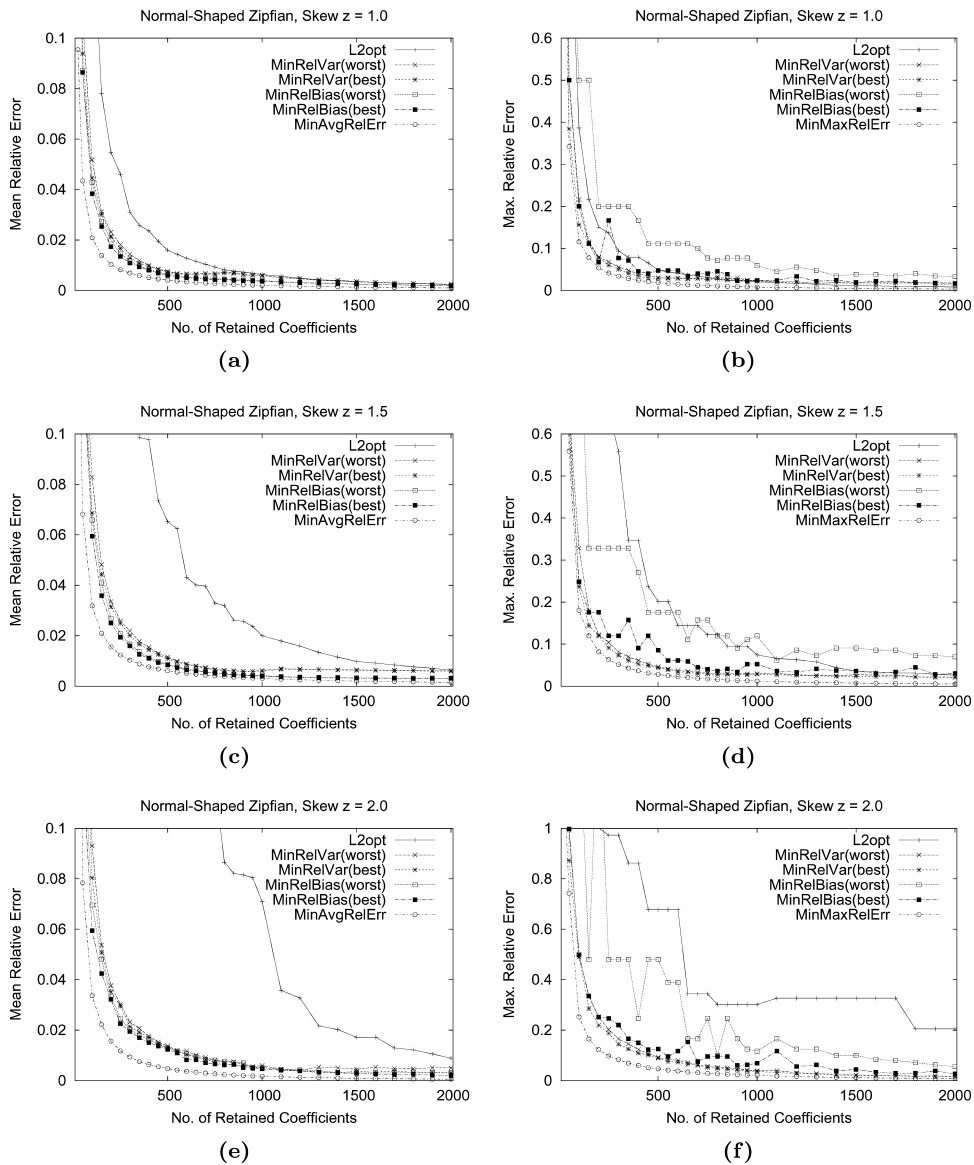 Normal-Shaped Zipfian, Skew z = 1.0
Mean Relative Error
0.1
0.08
0.06
0.04
0.02
0
L2opt
MinRelVar(worst)
MinRelVar(best)
MinRelBias(worst)
MinRelBias(best)
MinAvgRelErr
500
1000
1500
2000
No. of Retained Coefficients
(a)
Normal-Shaped Zipfian, Skew z = 1.0
Max. Relative Error
0.6
0.5
0.4
0.3
0.2
0.1
0
L2opt
MinRelVar(worst)
MinRelVar(best)
MinRelBias(worst)
MinRelBias(best)
MinMaxRelErr
500
1000
1500
2000
No. of Retained Coefficients
(b)
Normal-Shaped Zipfian, Skew z = 1.5
Mean Relative Error
0.1
0.08
0.06
0.04
0.02
0
L2opt
MinRelVar(worst)
MinRelVar(best)
MinRelBias(worst)
MinRelBias(best)
MinAvgRelErr
500
1000
1500
2000
No. of Retained Coefficients
(c)
Normal-Shaped Zipfian, Skew z = 1.5
Max. Relative Error
0.6
0.5
0.4
0.3
0.2
0.1
0
L2opt
MinRelVar(worst)
MinRelVar(best)
MinRelBias(worst)
MinRelBias(best)
MinMaxRelErr
500
1000
1500
2000
No. of Retained Coefficients
(d)
Normal-Shaped Zipfian, Skew z = 2.0
Mean Relative Error
0.1
0.08
0.06
0.04
0.02
0
L2opt
MinRelVar(worst)
MinRelVar(best)
MinRelBias(worst)
MinRelBias(best)
MinAvgRelErr
500
1000
1500
2000
No. of Retained Coefficients
(e)
Normal-Shaped Zipfian, Skew z = 2.0
Max. Relative Error
1
0.8
0.6
0.4
0.2
0
L2opt
MinRelVar(worst)
MinRelVar(best)
MinRelBias(worst)
MinRelBias(best)
MinMaxRelErr
500
1000
1500
2000
No. of Retained Coefficients
(f)